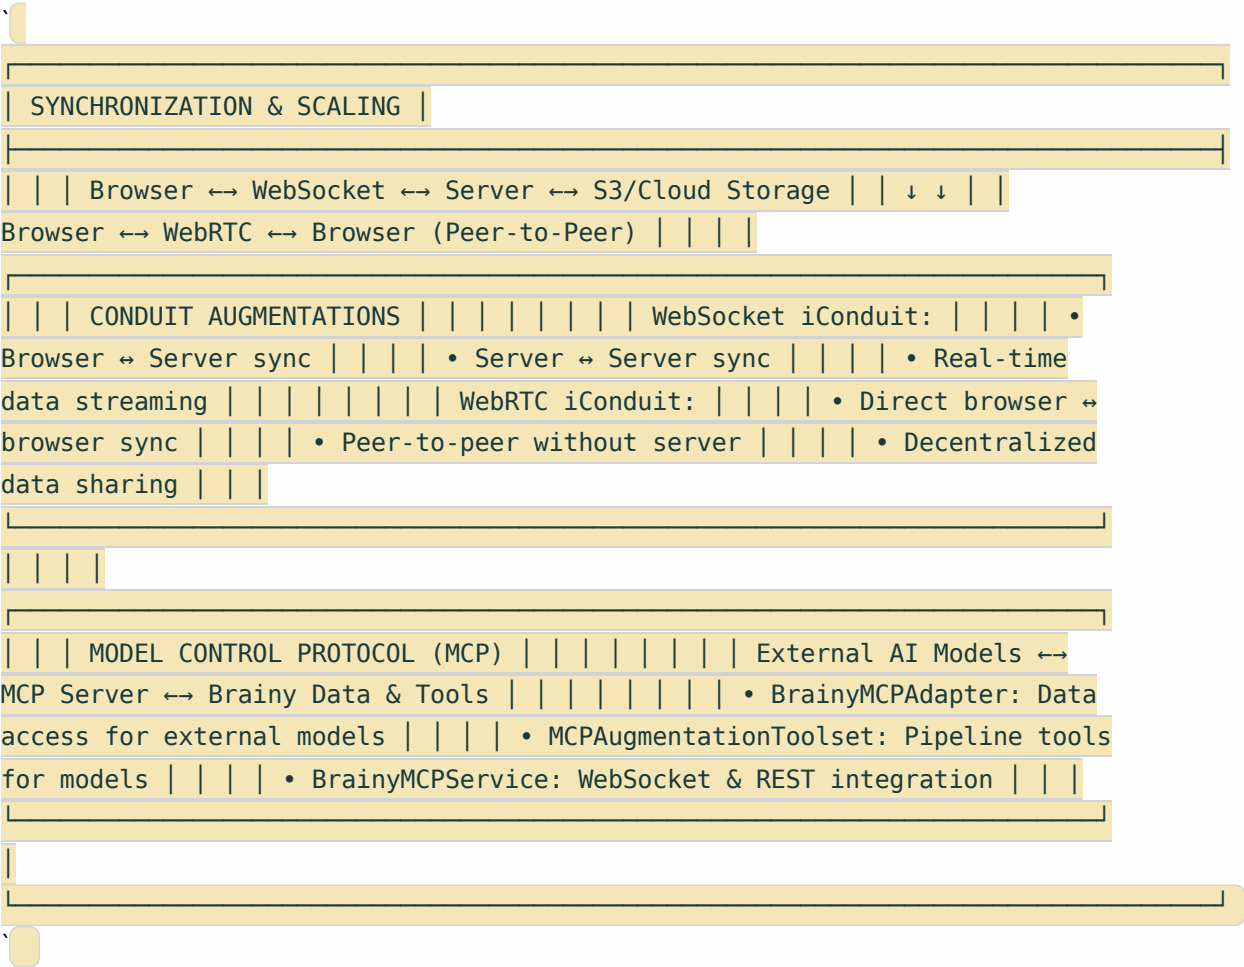 `
┌──────────────────────────────────────────────────────────────────────────────────┐
│ SYNCHRONIZATION & SCALING │
├──────────────────────────────────────────────────────────────────────────────────┤
│ │ │ Browser ←→ WebSocket ←→ Server ←→ S3/Cloud Storage │ │ ↓ ↓ │ │
Browser ←→ WebRTC ←→ Browser (Peer-to-Peer) │ │ │ │
┌──────────────────────────────────────────────────────────────────────────┐
│ │ │ CONDUIT AUGMENTATIONS │ │ │ │ │ │ │ │ WebSocket iConduit: │ │ │ │ •
Browser ↔ Server sync │ │ │ │ • Server ↔ Server sync │ │ │ │ • Real-time
data streaming │ │ │ │ │ │ │ │ WebRTC iConduit: │ │ │ │ • Direct browser ↔
browser sync │ │ │ │ • Peer-to-peer without server │ │ │ │ • Decentralized
data sharing │ │ │
└──────────────────────────────────────────────────────────────────────────┘
│ │ │ │
┌──────────────────────────────────────────────────────────────────────────┐
│ │ │ MODEL CONTROL PROTOCOL (MCP) │ │ │ │ │ │ │ │ External AI Models ←→
MCP Server ←→ Brainy Data & Tools │ │ │ │ │ │ │ │ • BrainyMCPAdapter: Data
access for external models │ │ │ │ • MCPAugmentationToolset: Pipeline tools
for models │ │ │ │ • BrainyMCPService: WebSocket & REST integration │ │ │
└──────────────────────────────────────────────────────────────────────────┘
│
└──────────────────────────────────────────────────────────────────────────────────┘
`